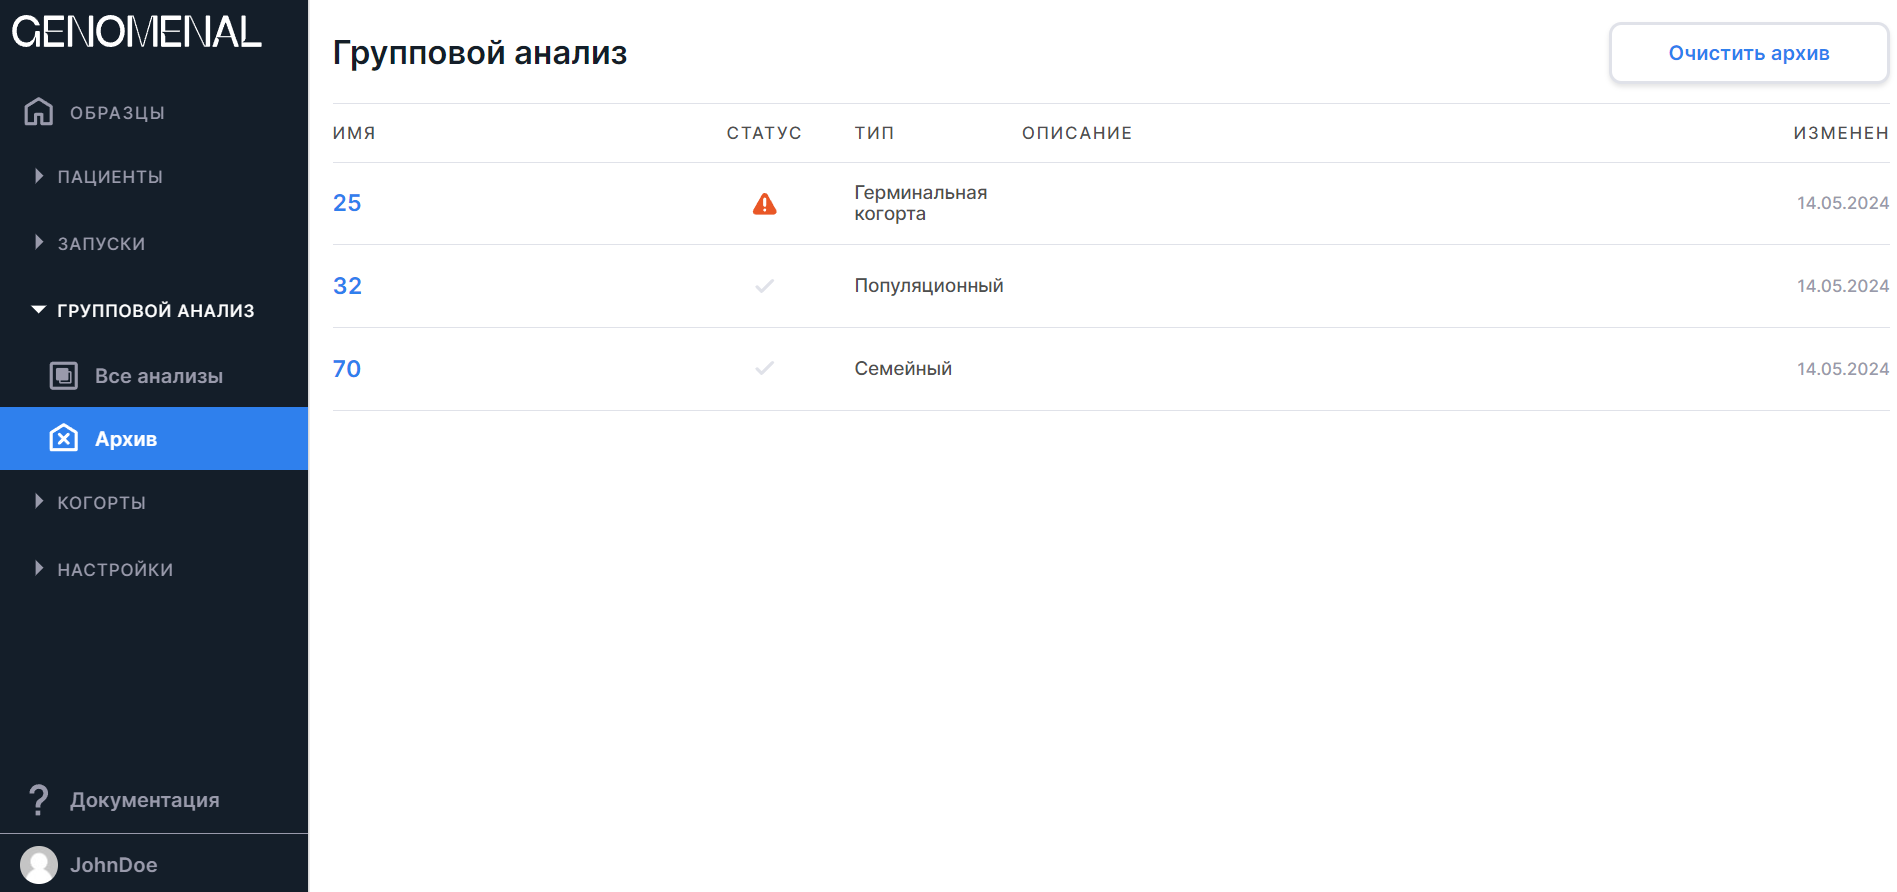 GENOMENAL
ОБРАЗЦЫ
ПАЦИЕНТЫ
ЗАПУСКИ
ГРУППОВОЙ АНАЛИЗ
Все анализы
Архив
КОГОРТЫ
НАСТРОЙКИ
Документация
JohnDoe
Групповой анализ
Очистить архив
ИМЯ СТАТУС ТИП ОПИСАНИЕ ИЗМЕНЕН
25 Герминальная когорта 14.05.2024
32 Популяционный 14.05.2024
70 Семейный 14.05.2024